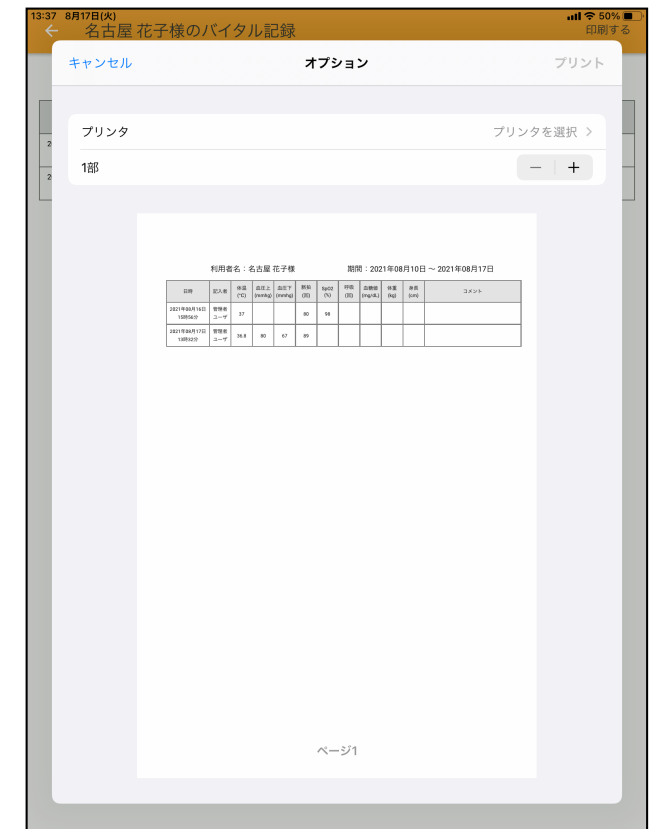 13:37 8月17日(火) 50%
← 名古屋 花子様のバイタル記録 印刷する
キャンセル オプション プリント
プリンタ プリンタを選択 >
1部 − +
利用者名：名古屋 花子様 期間：2021年08月10日 ～ 2021年08月17日
日時 記入者 体温 (°C) 血圧上 (mmhg) 血圧下 (mmhg) 脈拍 (回) SpO2 (%) 呼吸 (回) 血糖値 (mg/dL) 体重 (kg) 身長 (cm) コメント
2021年08月16日 管理者
15時56分 ユーザ 37 80 98
2021年08月17日 管理者
13時32分 ユーザ 36.8 80 67 89
ページ1